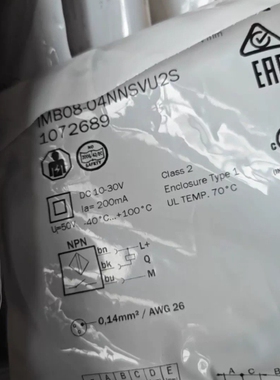 IMB08-04NNSVU2S
1072689
EAC
DC 10-30V
Ia = 200mA
-40°C...+100°C
Class 2
Enclosure Type 1
UL TEMP. 70°C
NPN
bn
L+
bk
Q
bu
M
0,14mm² / AWG 26
A B C D E
A C